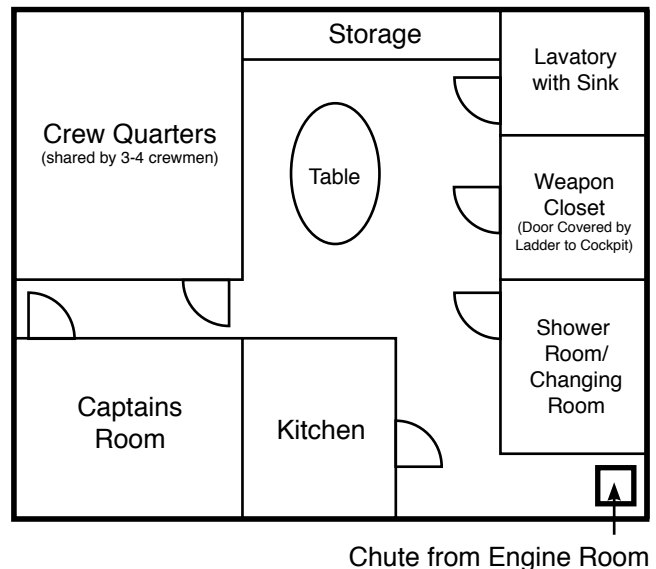 Storage
Lavatory
with Sink
Crew Quarters
(shared by 3-4 crewmen)
Table
Weapon
Closet
(Door Covered by
Ladder to Cockpit)
Shower
Room/
Changing
Room
Captains
Room
Kitchen
Chute from Engine Room